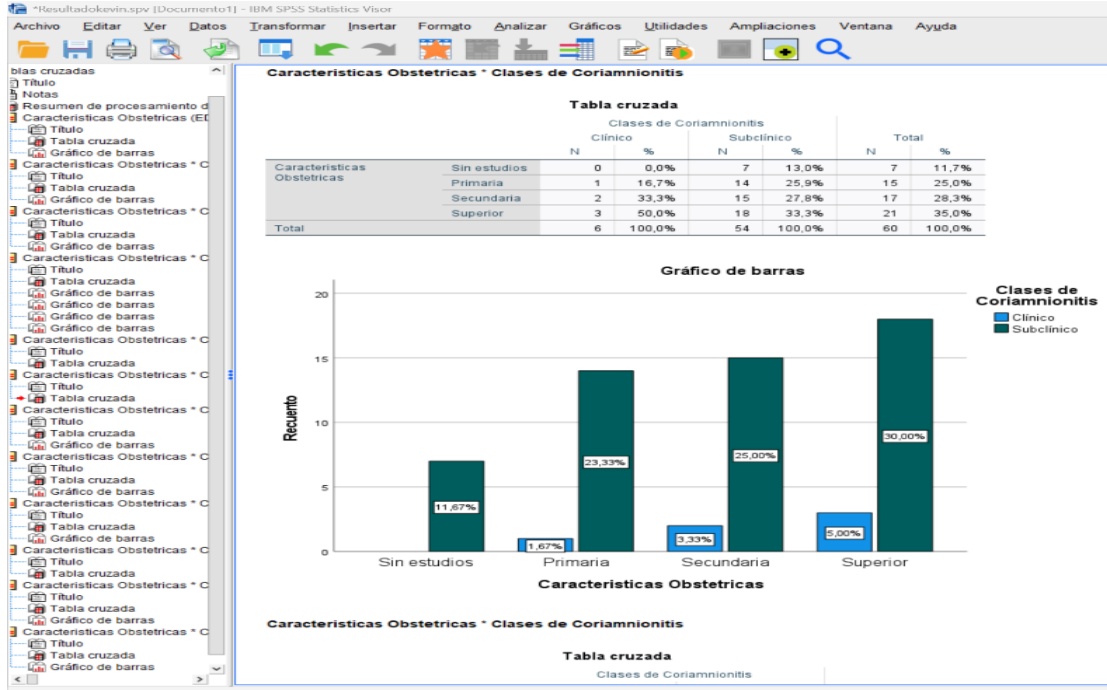 *Resultadokevin.spv [Documento1] - IBM SPSS Statistics Visor
Archivo Editar Ver Datos Transformar Insertar Formato Analizar Gráficos Utilidades Ampliaciones Ventana Ayuda
blas cruzadas
Título
Notas
Resumen de procesamiento d
Caracteristicas Obstetricas (ED
Título
Tabla cruzada
Gráfico de barras
Caracteristicas Obstetricas * C
Título
Tabla cruzada
Gráfico de barras
Caracteristicas Obstetricas * C
Título
Tabla cruzada
Gráfico de barras
Caracteristicas Obstetricas * C
Título
Tabla cruzada
Gráfico de barras
Gráfico de barras
Gráfico de barras
Gráfico de barras
Caracteristicas Obstetricas * C
Título
Tabla cruzada
Caracteristicas Obstetricas * C
Título
Tabla cruzada
Caracteristicas Obstetricas * C
Título
Tabla cruzada
Gráfico de barras
Caracteristicas Obstetricas * C
Título
Tabla cruzada
Gráfico de barras
Caracteristicas Obstetricas * C
Título
Tabla cruzada
Gráfico de barras
Caracteristicas Obstetricas * C
Título
Tabla cruzada
Caracteristicas Obstetricas * C
Título
Tabla cruzada
Gráfico de barras
Caracteristicas Obstetricas * C
Título
Tabla cruzada
Gráfico de barras
Caracteristicas Obstetricas * Clases de Coriamnionitis
Tabla cruzada
Clases de Coriamnionitis
Clínico Subclínico Total
N % N % N %
Caracteristicas Obstetricas Sin estudios 0 0,0% 7 13,0% 7 11,7%
Primaria 1 16,7% 14 25,9% 15 25,0%
Secundaria 2 33,3% 15 27,8% 17 28,3%
Superior 3 50,0% 18 33,3% 21 35,0%
Total 6 100,0% 54 100,0% 60 100,0%
Gráfico de barras
Clases de
Coriamnionitis
Clínico
Subclínico
Recuento
20
15
10
5
0
11,67%
1,67%
23,33%
3,33%
25,00%
5,00%
30,00%
Sin estudios Primaria Secundaria Superior
Caracteristicas Obstetricas
Caracteristicas Obstetricas * Clases de Coriamnionitis
Tabla cruzada
Clases de Coriamnionitis